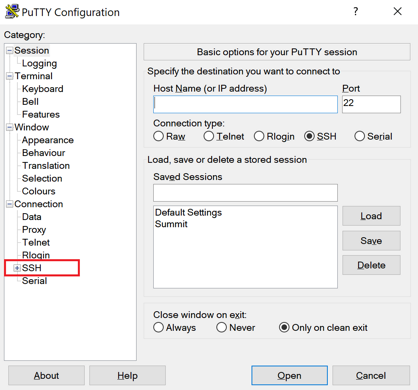 PuTTY Configuration
?
Category:
Session
Logging
Terminal
Keyboard
Bell
Features
Window
Appearance
Behaviour
Translation
Selection
Colours
Connection
Data
Proxy
Telnet
Rlogin
SSH
Serial
Basic options for your PuTTY session
Specify the destination you want to connect to
Host Name (or IP address) Port
22
Connection type:
Raw Telnet Rlogin SSH Serial
Load, save or delete a stored session
Saved Sessions
Default Settings
Summit
Load
Save
Delete
Close window on exit:
Always Never Only on clean exit
About Help Open Cancel